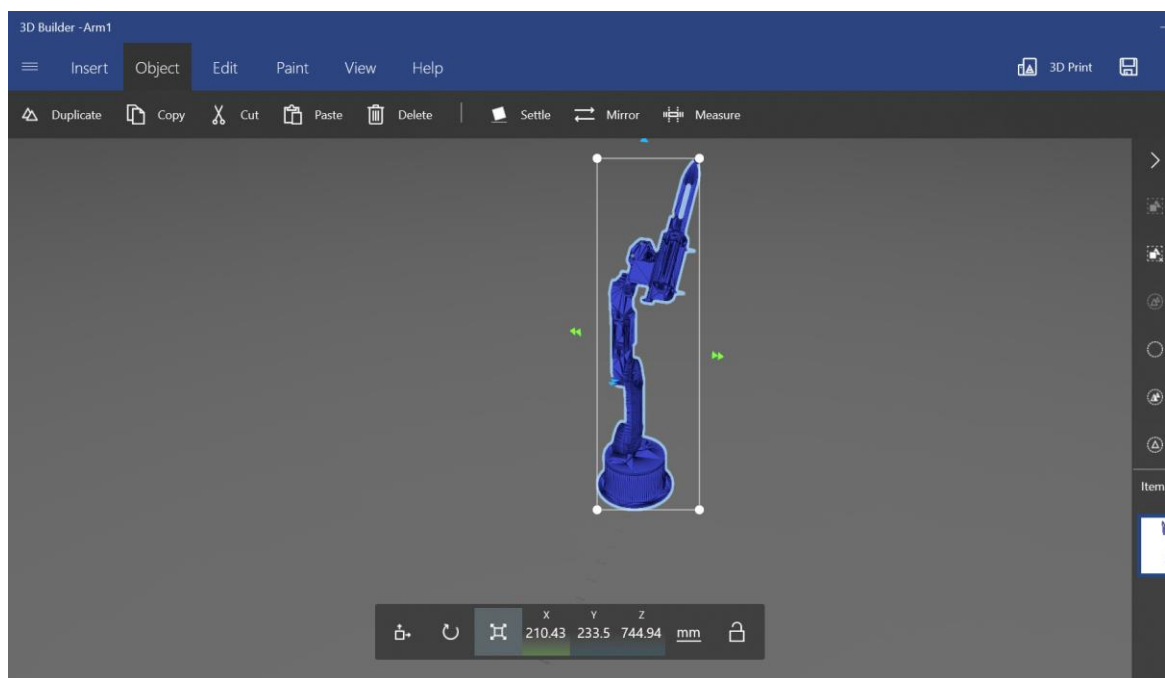 3D Builder -Arm1
Insert Object Edit Paint View Help 3D Print
Duplicate Copy Cut Paste Delete Settle Mirror Measure
Item
X Y Z
210.43 233.5 744.94 mm